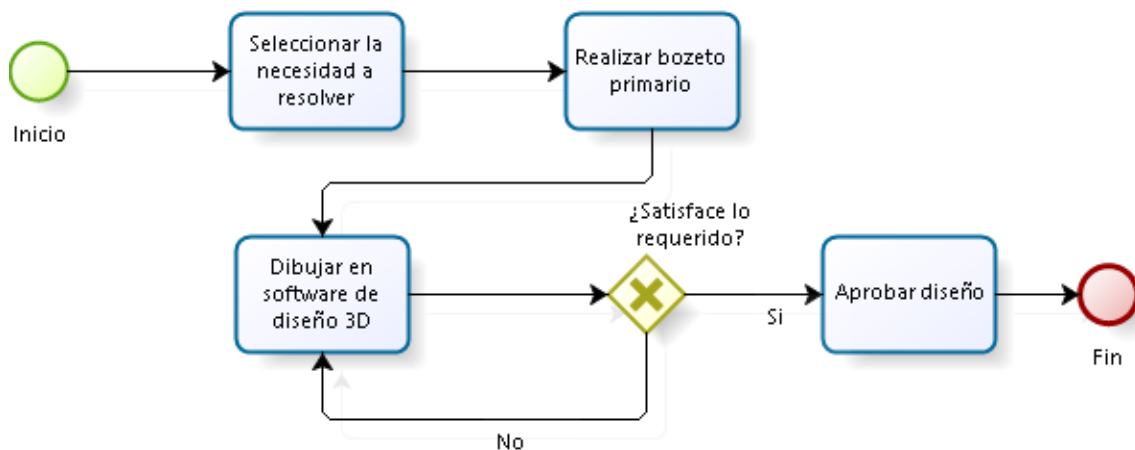 Inicio
Seleccionar la
necesidad a
resolver
Realizar bozeto
primario
Dibujar en
software de
diseño 3D
¿Satisface lo
requerido?
Si
No
Aprobar diseño
Fin